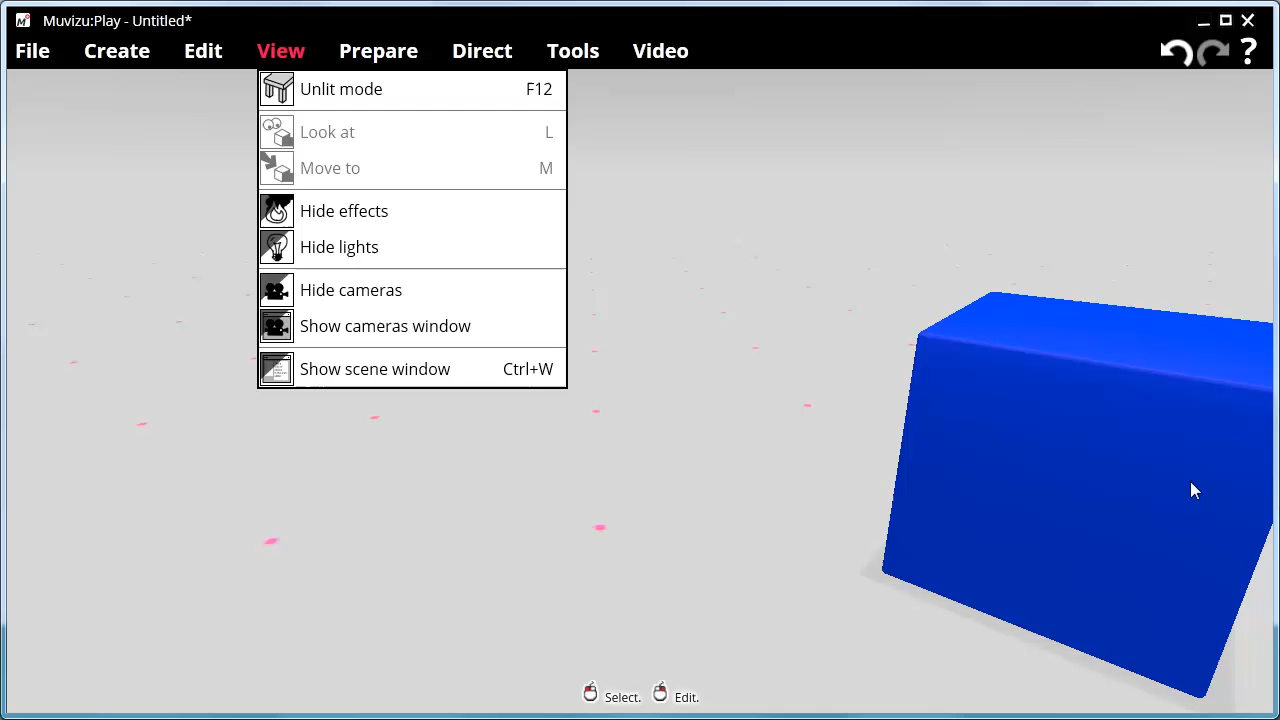 Muvizu:Play - Untitled*
File Create Edit View Prepare Direct Tools Video ?
Unlit mode F12
Look at L
Move to M
Hide effects
Hide lights
Hide cameras
Show cameras window
Show scene window Ctrl+W
Select. Edit.